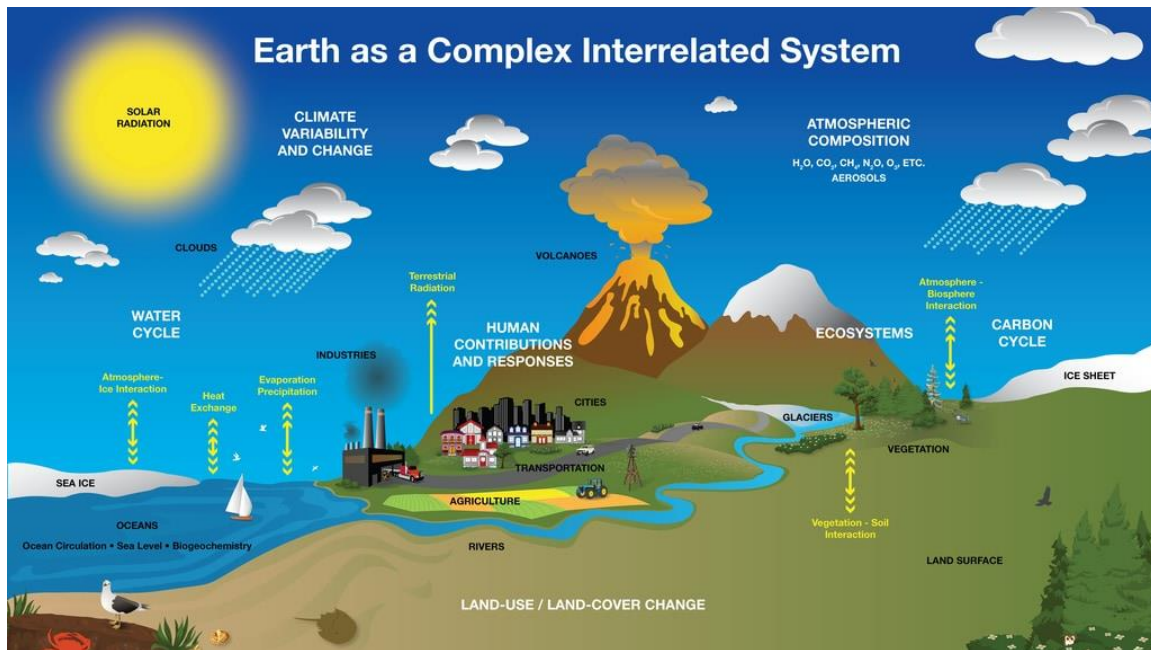 Earth as a Complex Interrelated System
SOLAR
RADIATION
CLIMATE
VARIABILITY
AND CHANGE
ATMOSPHERIC
COMPOSITION
H₂O, CO₂, CH₄, N₂O, O₃, ETC.
AEROSOLS
CLOUDS
VOLCANOES
Terrestrial
Radiation
Atmosphere -
Biosphere
Interaction
WATER
CYCLE
HUMAN
CONTRIBUTIONS
AND RESPONSES
ECOSYSTEMS
CARBON
CYCLE
INDUSTRIES
Atmosphere-
Ice Interaction
Heat
Exchange
Evaporation
Precipitation
ICE SHEET
CITIES
GLACIERS
VEGETATION
TRANSPORTATION
SEA ICE
AGRICULTURE
OCEANS
Ocean Circulation • Sea Level • Biogeochemistry
RIVERS
Vegetation - Soil
Interaction
LAND SURFACE
LAND-USE / LAND-COVER CHANGE